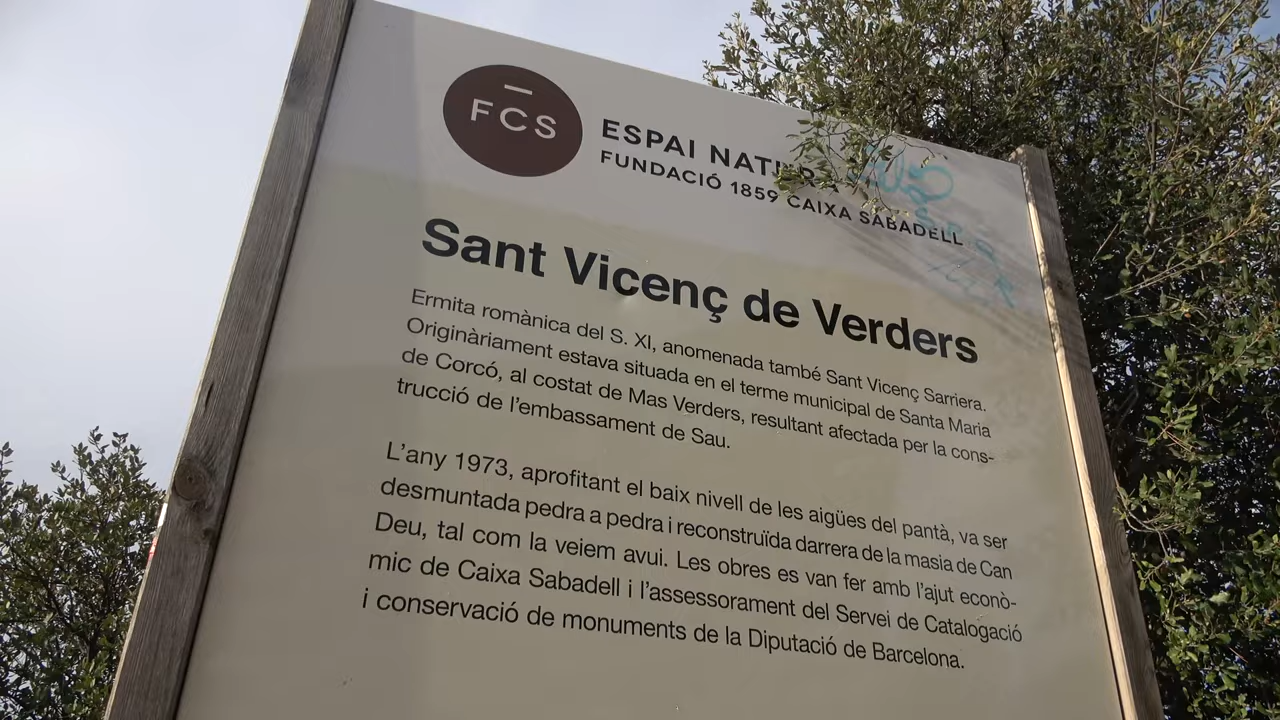 FCS
ESPAI NATURA
FUNDACIÓ 1859 CAIXA SABADELL
Sant Vicenç de Verders
Ermita romànica del S. XI, anomenada també Sant Vicenç Sarriera.
Originàriament estava situada en el terme municipal de Santa Maria
de Corcó, al costat de Mas Verders, resultant afectada per la cons-
trucció de l'embassament de Sau.
L'any 1973, aprofitant el baix nivell de les aigües del pantà, va ser
desmuntada pedra a pedra i reconstruïda darrera de la masia de Can
Deu, tal com la veiem avui. Les obres es van fer amb l'ajut econò-
mic de Caixa Sabadell i l'assessorament del Servei de Catalogació
i conservació de monuments de la Diputació de Barcelona.